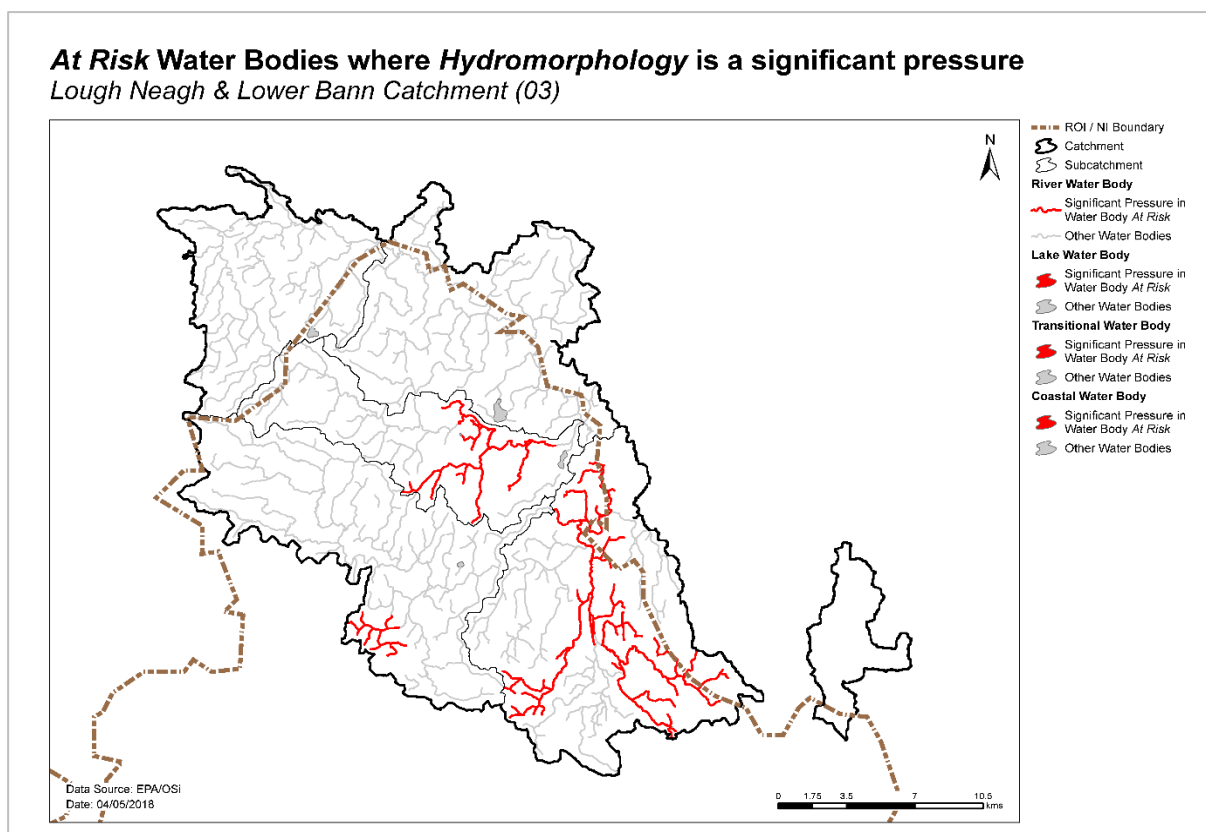 At Risk Water Bodies where Hydromorphology is a significant pressure
Lough Neagh & Lower Bann Catchment (03)
N
ROI / NI Boundary
Catchment
Subcatchment
River Water Body
Significant Pressure in
Water Body At Risk
Other Water Bodies
Lake Water Body
Significant Pressure in
Water Body At Risk
Other Water Bodies
Transitional Water Body
Significant Pressure in
Water Body At Risk
Other Water Bodies
Coastal Water Body
Significant Pressure in
Water Body At Risk
Other Water Bodies
Data Source: EPA/OSi
Date: 04/05/2018
0 1.75 3.5 7 10.5
kms